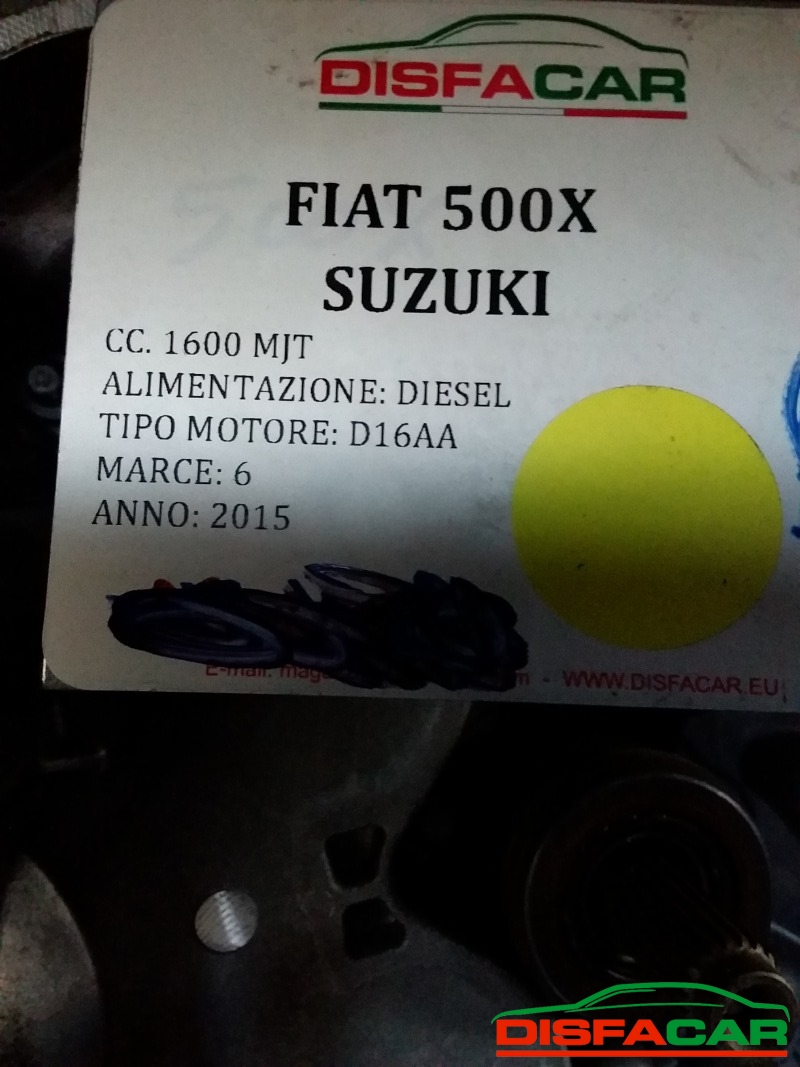 DISFACAR
FIAT 500X
SUZUKI
CC. 1600 MJT
ALIMENTAZIONE: DIESEL
TIPO MOTORE: D16AA
MARCE: 6
ANNO: 2015
E-mail: - WWW.DISFACAR.EU
DISFACAR